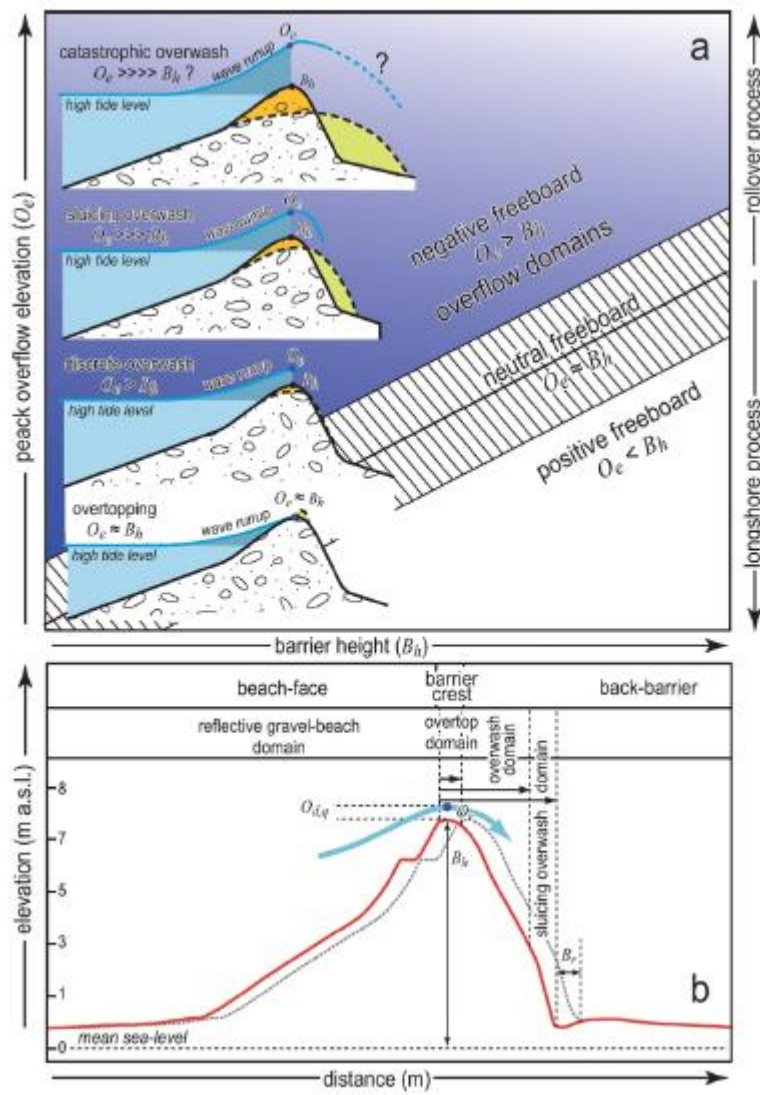 a
catastrophic overwash
Oe >>>> Bh ?
wave runup
Oe
?
Bh
high tide level
sluicing overwash
Oe >>> Bh
wave runup
Oe
Bh
high tide level
discrete overwash
Oe > Bh
wave runup
Oe
Bh
high tide level
overtopping
Oe ≈ Bh
wave runup
Oe ≈ Bh
high tide level
negative freeboard
Oe > Bh
overflow domains
neutral freeboard
Oe ≈ Bh
positive freeboard
Oe < Bh
peack overflow elevation (Oe)
rollover process
longshore process
barrier height (Bh)
beach-face
barrier
crest
back-barrier
reflective gravel-beach
domain
overtop
domain
overwash
domain
sluicing overwash
domain
elevation (m a.s.l.)
8
7
5
3
1
0
Od,q
Bh
Br
b
mean sea-level
distance (m)